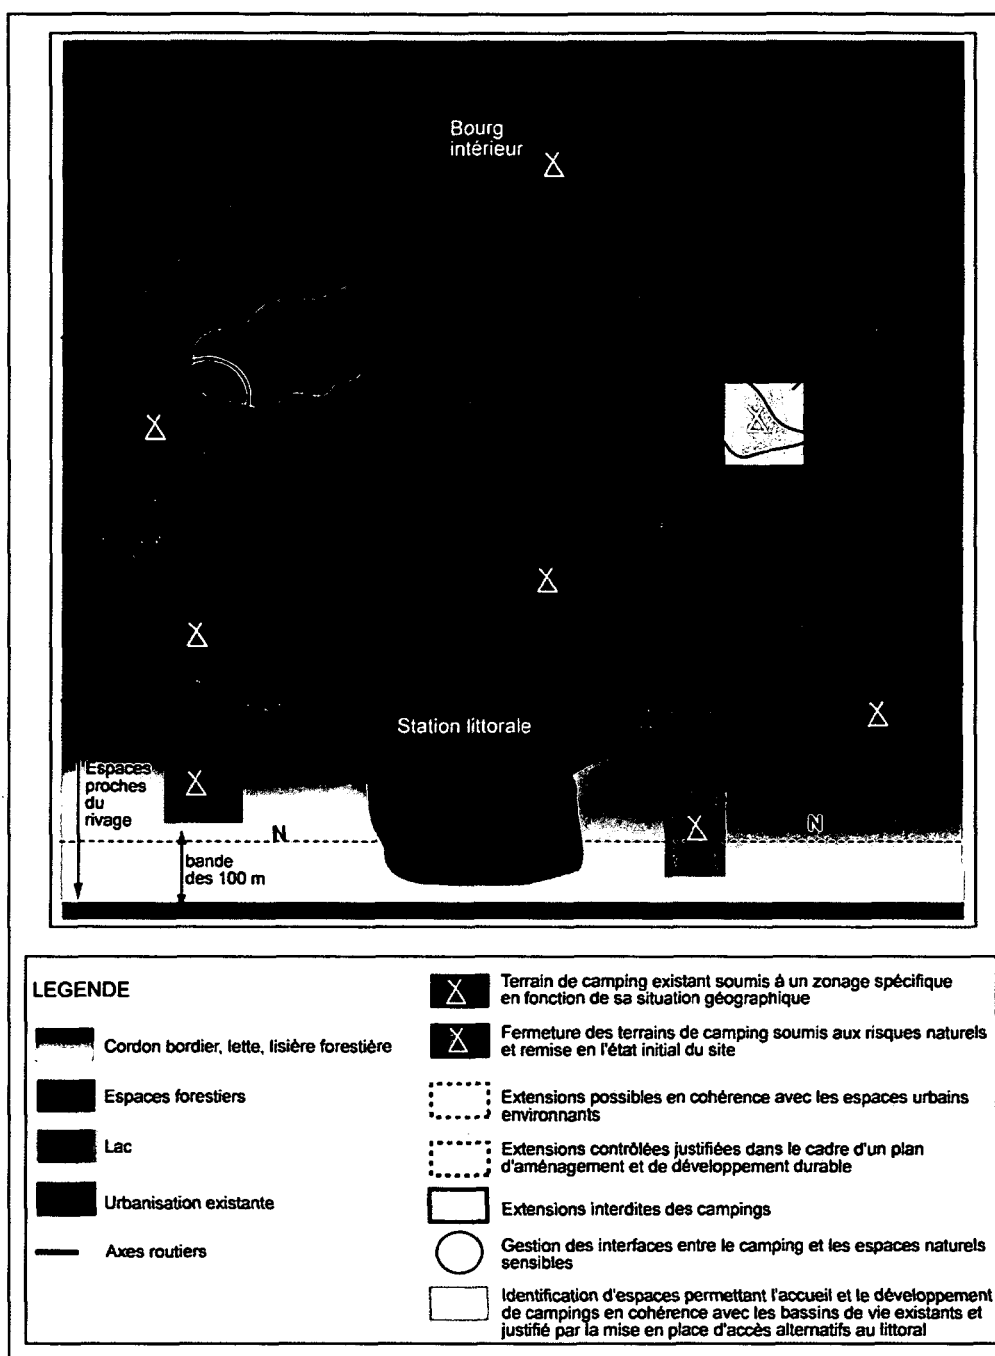 Bourg
intérieur
Station littorale
Espaces
proches
du
rivage
N
N
bande
des 100 m
LEGENDE
Cordon bordier, lette, lisière forestière
Espaces forestiers
Lac
Urbanisation existante
Axes routiers
Terrain de camping existant soumis à un zonage spécifique
en fonction de sa situation géographique
Fermeture des terrains de camping soumis aux risques naturels
et remise en l'état initial du site
Extensions possibles en cohérence avec les espaces urbains
environnants
Extensions contrôlées justifiées dans le cadre d'un plan
d'aménagement et de développement durable
Extensions interdites des campings
Gestion des interfaces entre le camping et les espaces naturels
sensibles
Identification d'espaces permettant l'accueil et le développement
de campings en cohérence avec les bassins de vie existants et
justifié par la mise en place d'accès alternatifs au littoral